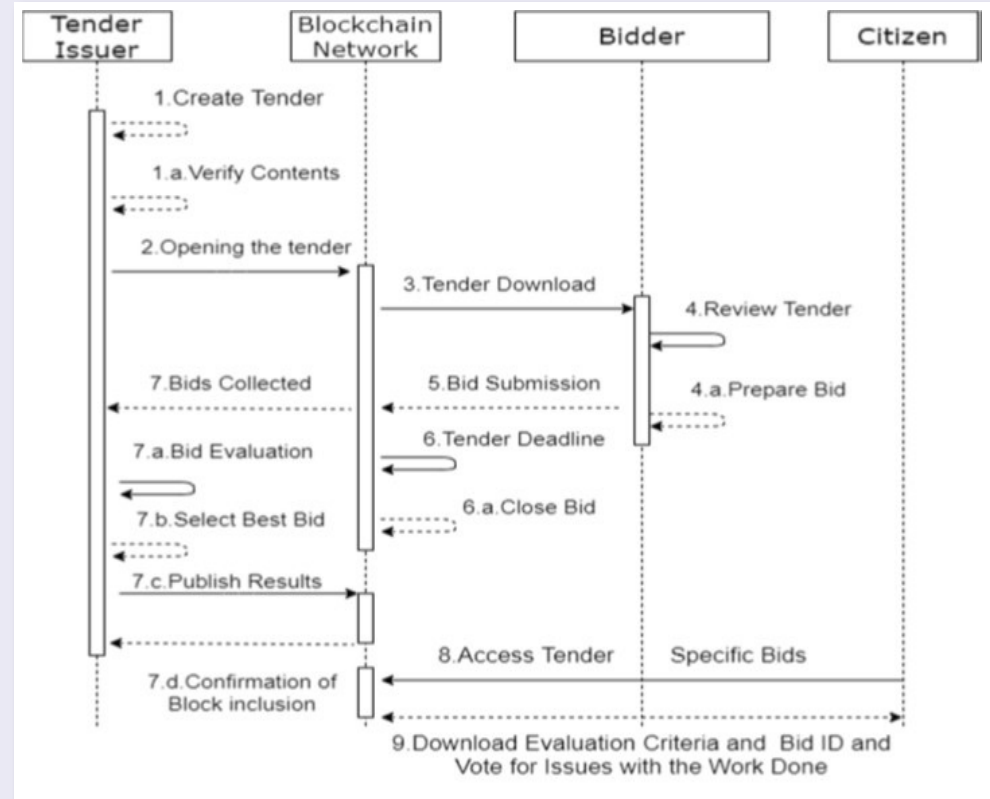 Tender
Issuer
Blockchain
Network
Bidder
Citizen
1.Create Tender
1.a.Verify Contents
2.Opening the tender
3.Tender Download
4.Review Tender
7.Bids Collected
5.Bid Submission
4.a.Prepare Bid
7.a.Bid Evaluation
6.Tender Deadline
7.b.Select Best Bid
6.a.Close Bid
7.c.Publish Results
8.Access Tender Specific Bids
7.d.Confirmation of
Block inclusion
9.Download Evaluation Criteria and Bid ID and
Vote for Issues with the Work Done